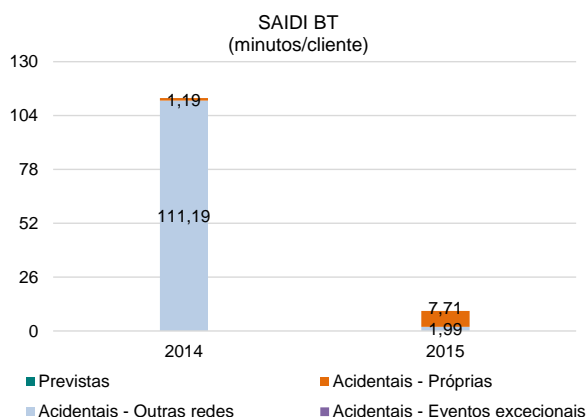 SAIDI BT
(minutos/cliente)
130
104
78
52
26
0
1,19
111,19
7,71
1,99
2014 2015
Previstas Acidentais - Próprias
Acidentais - Outras redes Acidentais - Eventos excecionais